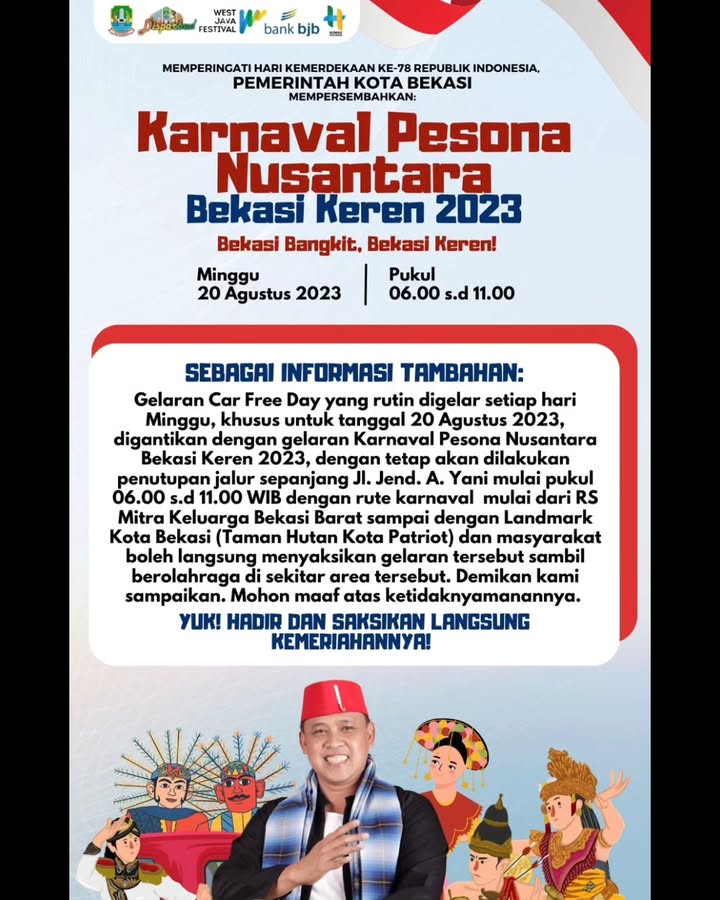 Disparbud
WEST
JAVA
FESTIVAL
bank bjb
MEMPERINGATI HARI KEMERDEKAAN KE-78 REPUBLIK INDONESIA,
PEMERINTAH KOTA BEKASI
MEMPERSEMBAHKAN:
Karnaval Pesona
Nusantara
Bekasi Keren 2023
Bekasi Bangkit, Bekasi Keren!
Minggu
20 Agustus 2023
Pukul
06.00 s.d 11.00
SEBAGAI INFORMASI TAMBAHAN:
Gelaran Car Free Day yang rutin digelar setiap hari
Minggu, khusus untuk tanggal 20 Agustus 2023,
digantikan dengan gelaran Karnaval Pesona Nusantara
Bekasi Keren 2023, dengan tetap akan dilakukan
penutupan jalur sepanjang Jl. Jend. A. Yani mulai pukul
06.00 s.d 11.00 WIB dengan rute karnaval mulai dari RS
Mitra Keluarga Bekasi Barat sampai dengan Landmark
Kota Bekasi (Taman Hutan Kota Patriot) dan masyarakat
boleh langsung menyaksikan gelaran tersebut sambil
berolahraga di sekitar area tersebut. Demikan kami
sampaikan. Mohon maaf atas ketidaknyamanannya.
YUK! HADIR DAN SAKSIKAN LANGSUNG
KEMERIAHANNYA!